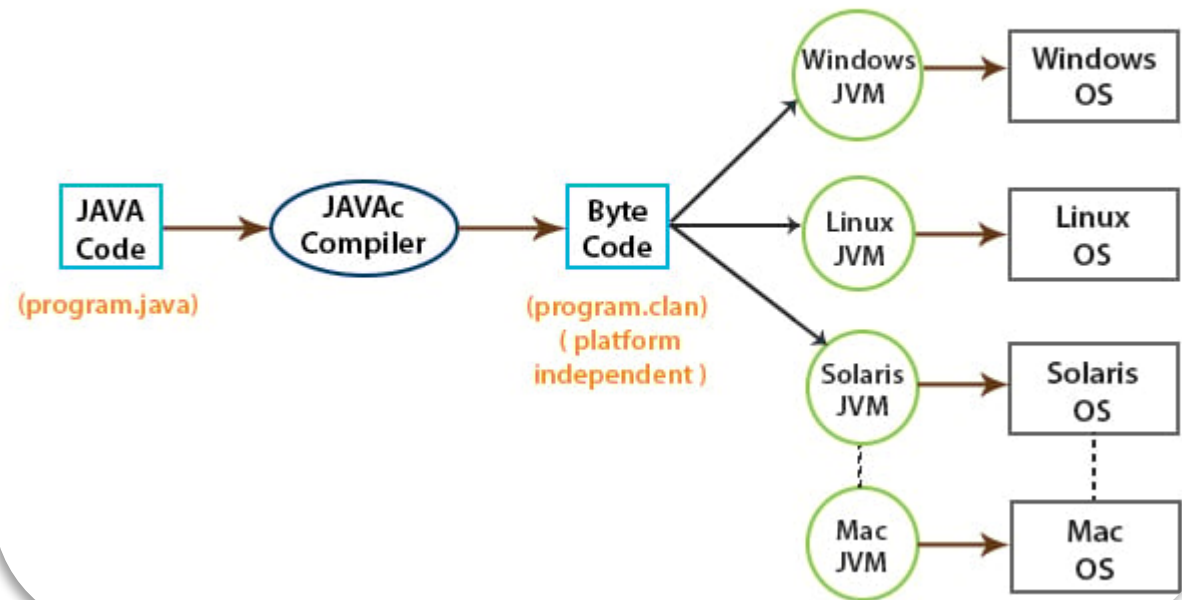 JAVA
Code
(program.java)
JAVAc
Compiler
Byte
Code
(program.clan)
( platform
independent )
Windows
JVM
Windows
OS
Linux
JVM
Linux
OS
Solaris
JVM
Solaris
OS
Mac
JVM
Mac
OS